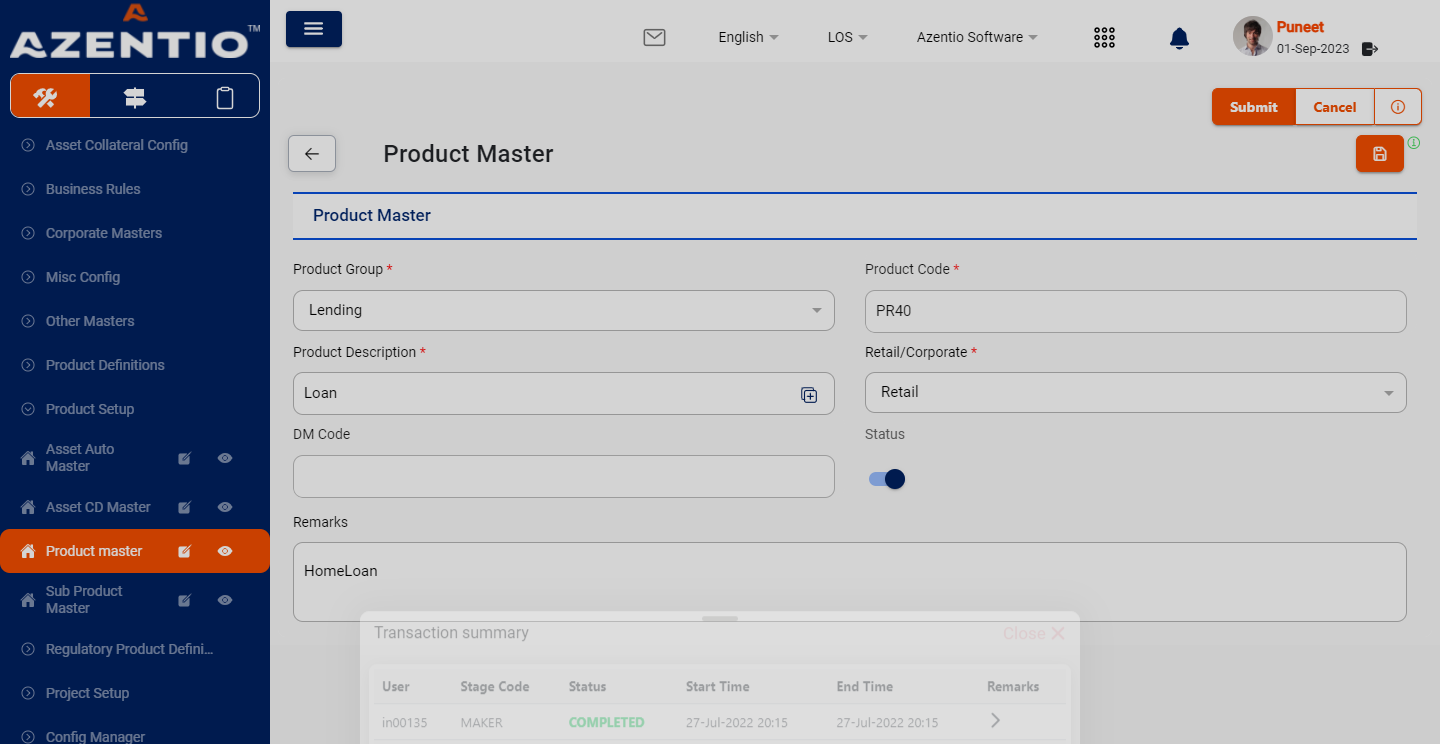 AZENTIO™
English
LOS
Azentio Software
Puneet
01-Sep-2023
Asset Collateral Config
Business Rules
Corporate Masters
Misc Config
Other Masters
Product Definitions
Product Setup
Asset Auto
Master
Asset CD Master
Product master
Sub Product
Master
Regulatory Product Defini...
Project Setup
Config Manager
Submit
Cancel
Product Master
Product Master
Product Group *
Product Code *
Lending
PR40
Product Description *
Retail/Corporate *
Loan
Retail
DM Code
Status
Remarks
HomeLoan
Transaction summary
Close
User Stage Code Status Start Time End Time Remarks
in00135 MAKER COMPLETED 27-Jul-2022 20:15 27-Jul-2022 20:15